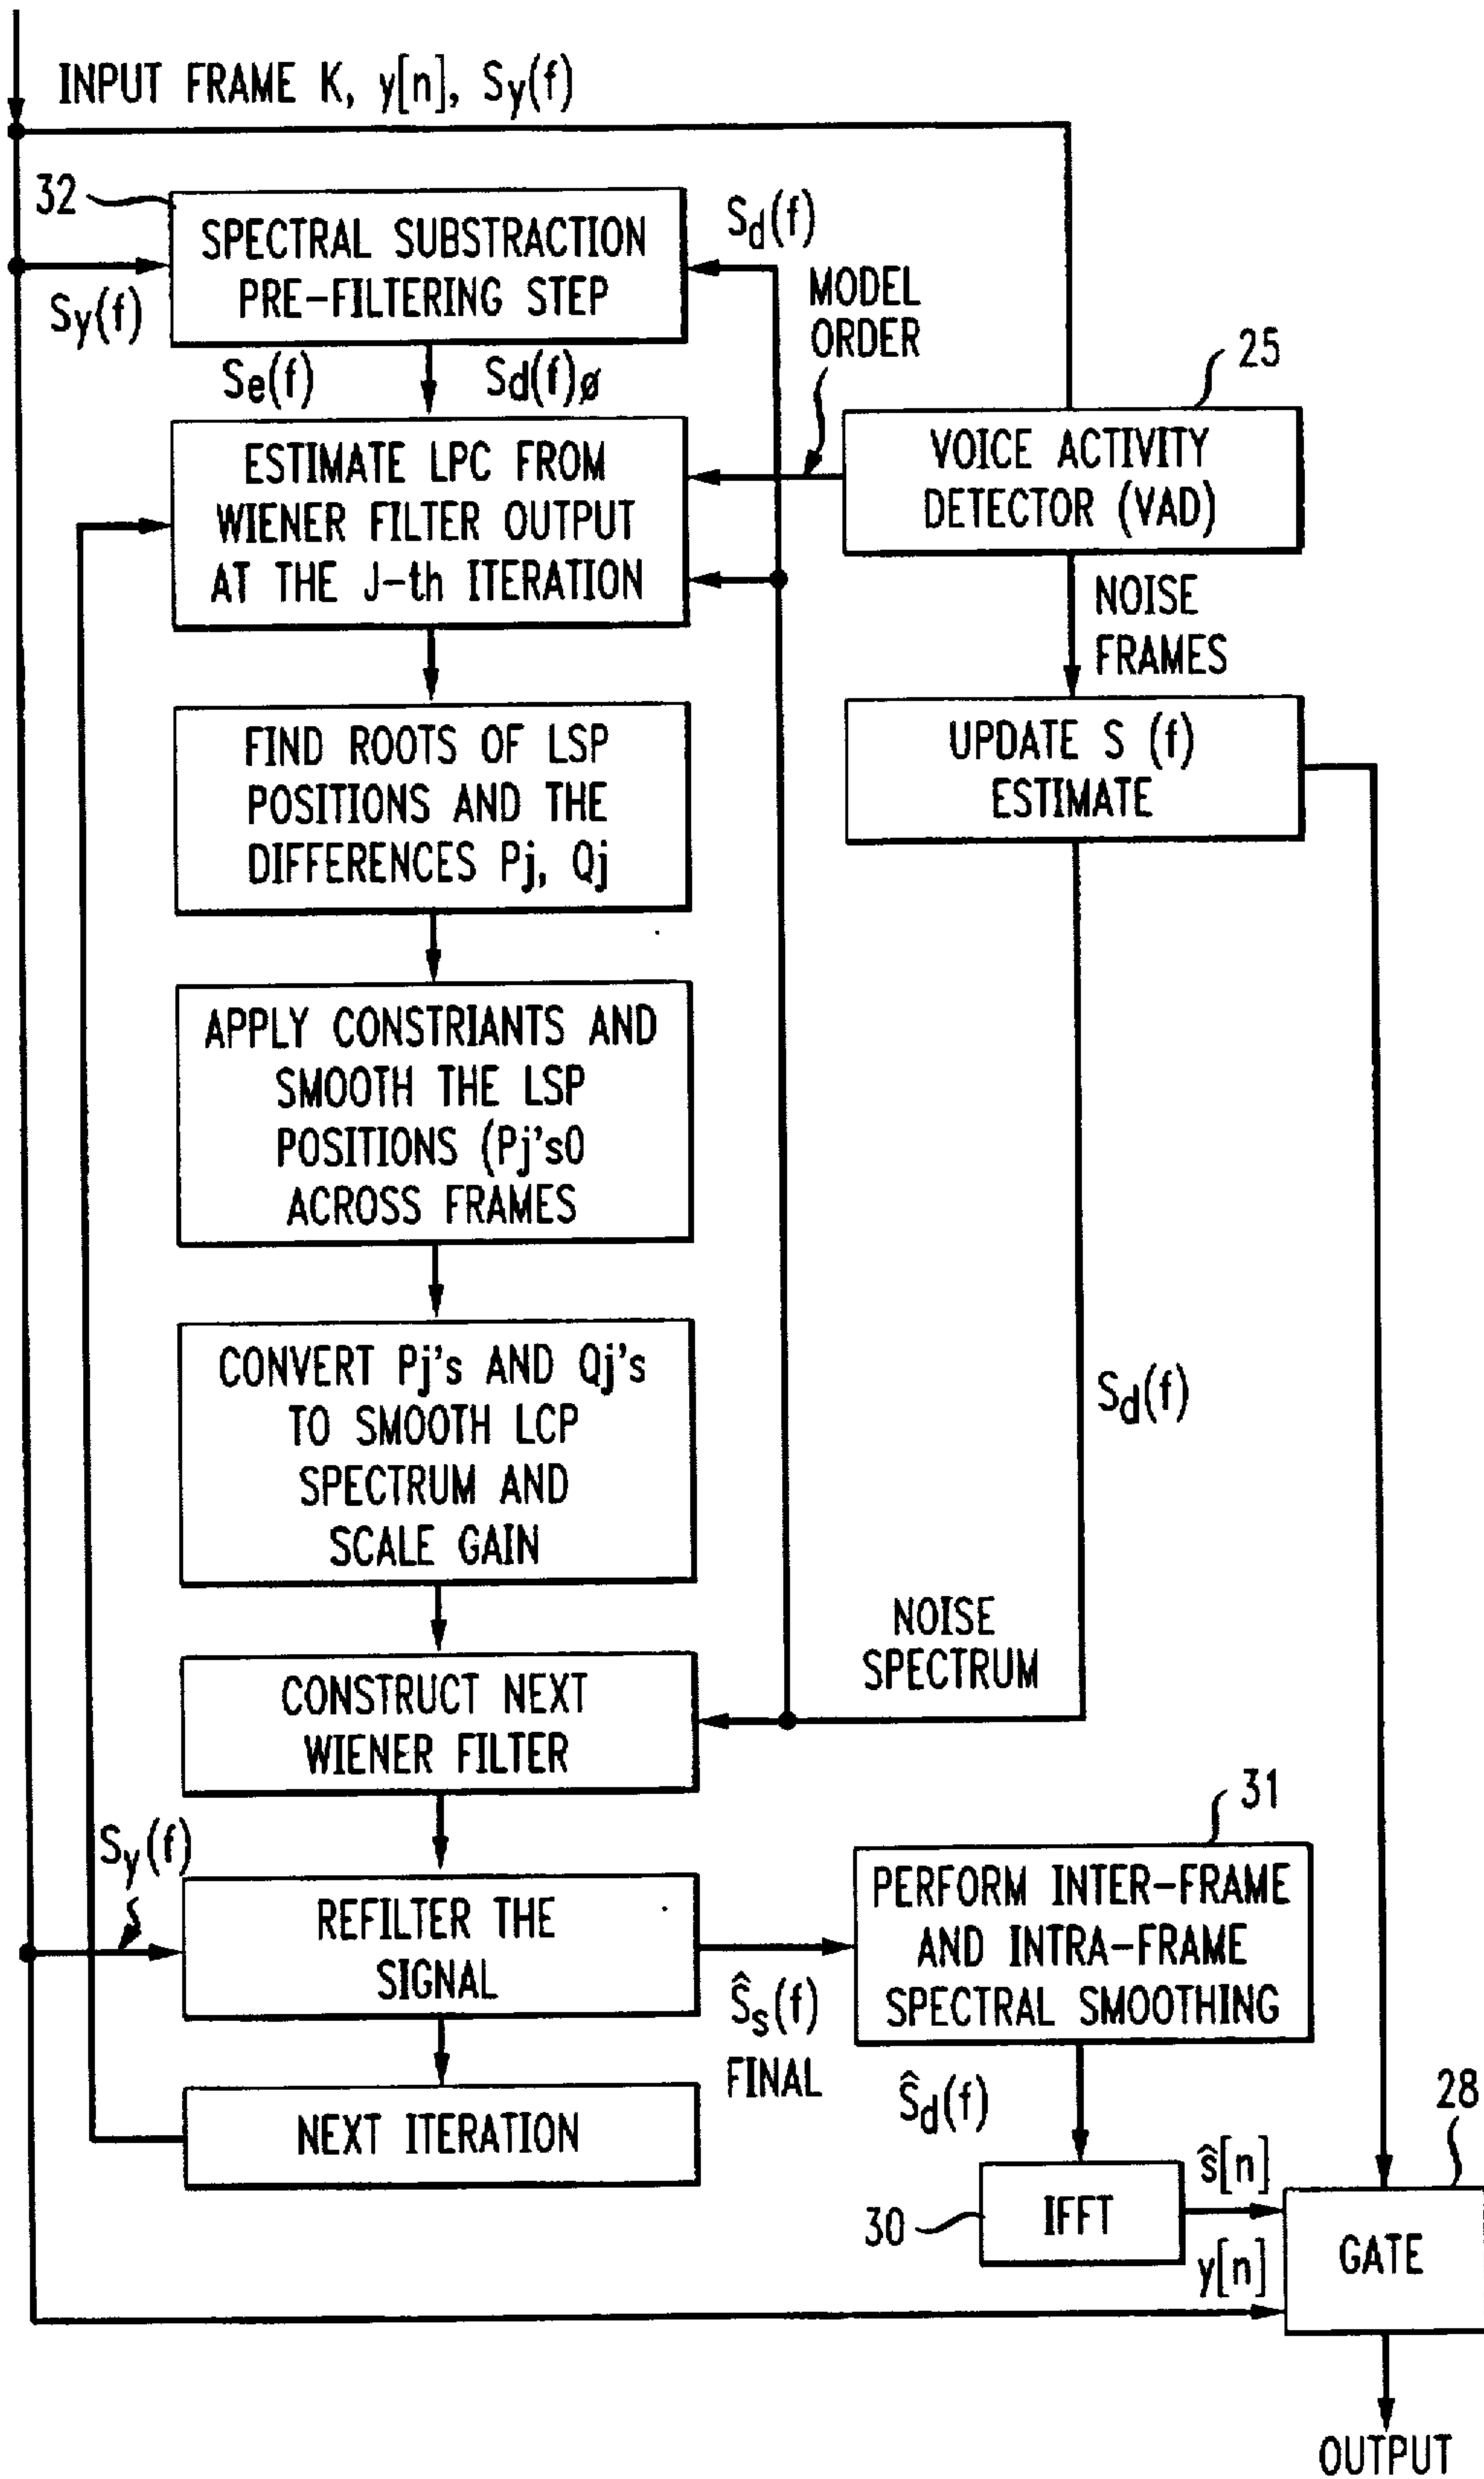 INPUT FRAME K, y[n], Sy(f)
32
SPECTRAL SUBSTRACTION
PRE-FILTERING STEP
Sd(f)
Sy(f)
MODEL
ORDER
25
Se(f)
Sd(f)ø
ESTIMATE LPC FROM
WIENER FILTER OUTPUT
AT THE J-th ITERATION
VOICE ACTIVITY
DETECTOR (VAD)
NOISE
FRAMES
FIND ROOTS OF LSP
POSITIONS AND THE
DIFFERENCES Pj, Qj
UPDATE S (f)
ESTIMATE
APPLY CONSTRIANTS AND
SMOOTH THE LSP
POSITIONS (Pj'sO
ACROSS FRAMES
CONVERT Pj's AND Qj's
TO SMOOTH LCP
SPECTRUM AND
SCALE GAIN
Sd(f)
NOISE
SPECTRUM
CONSTRUCT NEXT
WIENER FILTER
31
Sy(f)
REFILTER THE
SIGNAL
PERFORM INTER-FRAME
AND INTRA-FRAME
SPECTRAL SMOOTHING
Ŝs(f)
FINAL
NEXT ITERATION
Ŝd(f)
28
30
IFFT
ŝ[n]
y[n]
GATE
OUTPUT